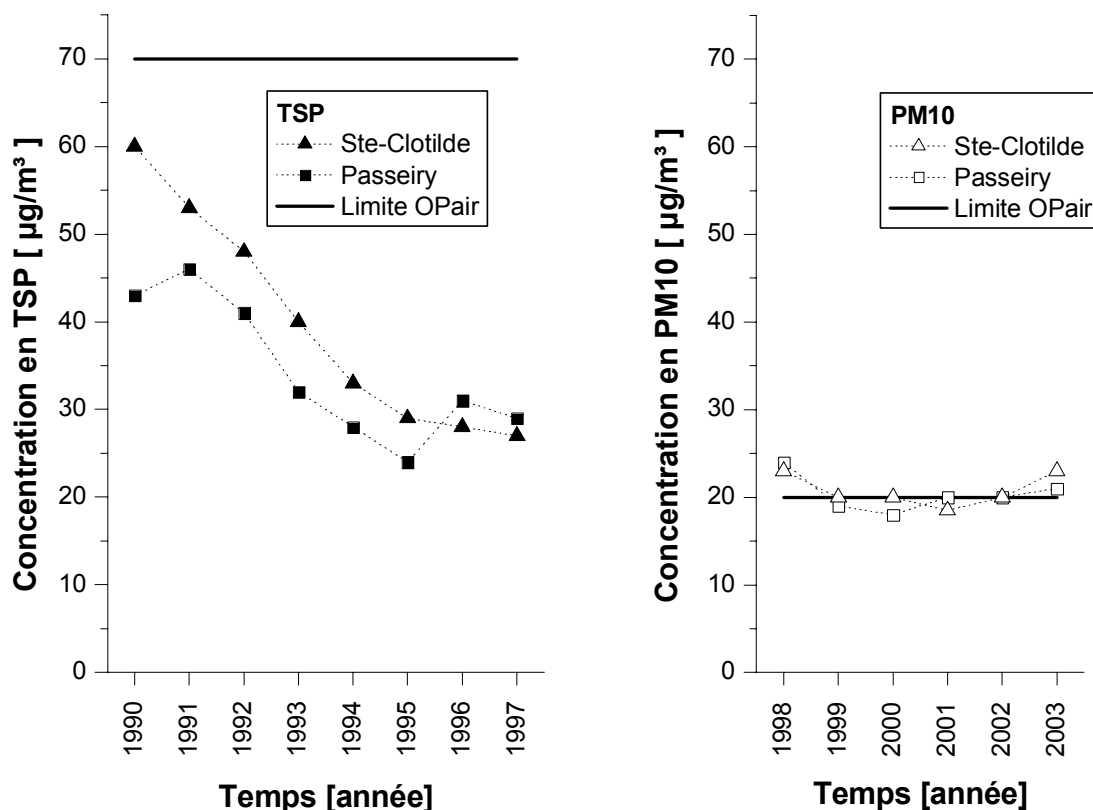 Concentration en TSP [ µg/m³ ]
70
60
50
40
30
20
10
0
TSP
Ste-Clotilde
Passeiry
Limite OPair
1990
1991
1992
1993
1994
1995
1996
1997
Temps [année]
Concentration en PM10 [ µg/m³ ]
70
60
50
40
30
20
10
0
PM10
Ste-Clotilde
Passeiry
Limite OPair
1998
1999
2000
2001
2002
2003
Temps [année]